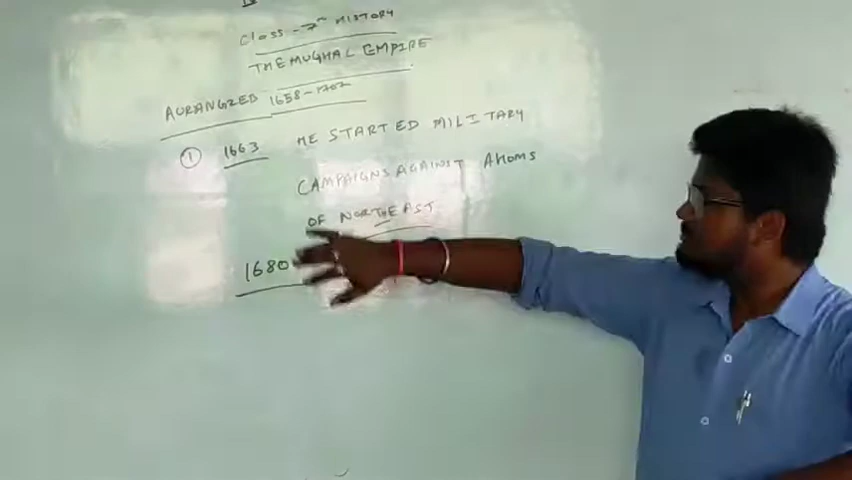 Class - 7th HISTORY
THE MUGHAL EMPIRE
AURANGZEB 1658-1707
① 1663 HE STARTED MILITARY
CAMPAIGNS AGAINST AHOMS
OF NORTHEAST
1680